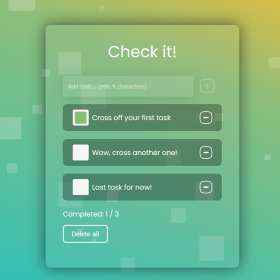 Check it!
Add task... (min 4 characters)
Cross off your first task
Wow, cross another one!
Last task for now!
Completed: 1 / 3
Delete all